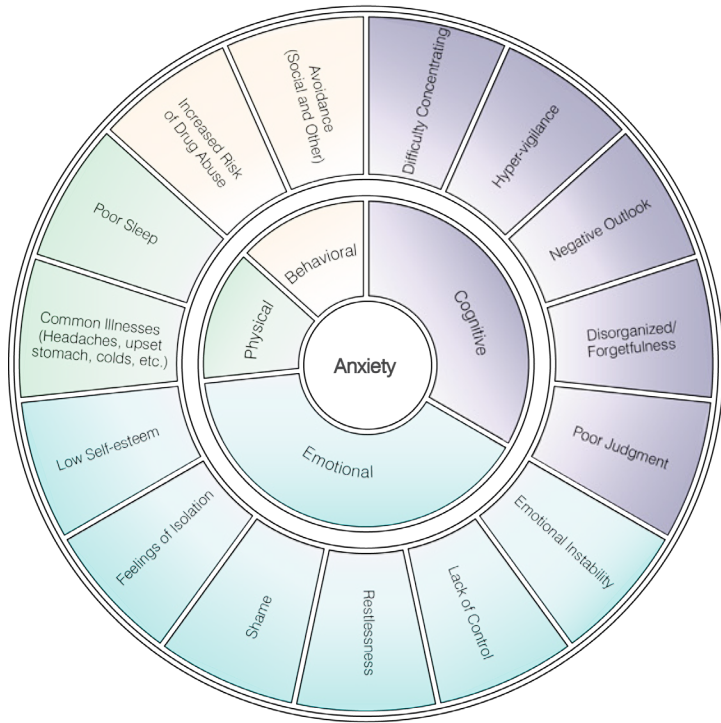 Anxiety
Behavioral
Cognitive
Emotional
Physical
Avoidance
(Social and Other)
Difficulty Concentrating
Hyper-vigilance
Negative Outlook
Disorganized/
Forgetfulness
Poor Judgment
Emotional Instability
Lack of Control
Restlessness
Shame
Feelings of Isolation
Low Self-esteem
Common Illnesses
(Headaches, upset
stomach, colds, etc.)
Poor Sleep
Increased Risk
of Drug Abuse